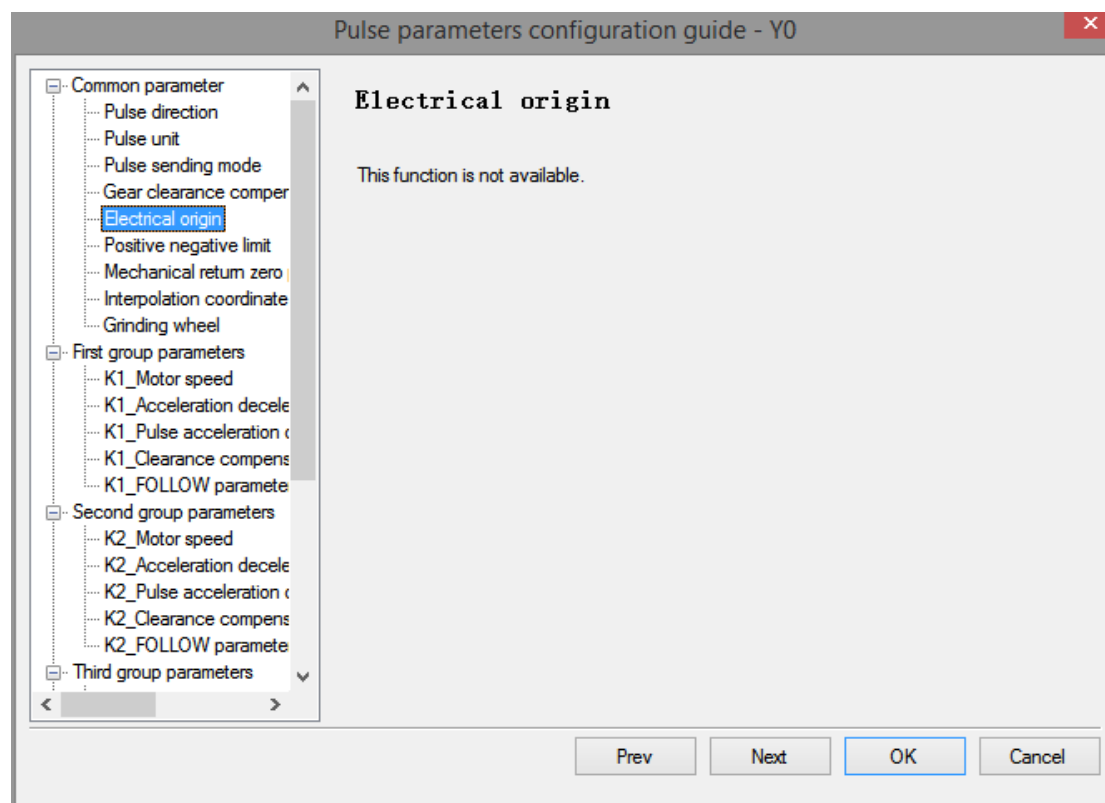 Pulse parameters configuration guide - Y0
Common parameter
Pulse direction
Pulse unit
Pulse sending mode
Gear clearance comper
Electrical origin
Positive negative limit
Mechanical return zero
Interpolation coordinate
Grinding wheel
First group parameters
K1_Motor speed
K1_Acceleration decele
K1_Pulse acceleration
K1_Clearance compens
K1_FOLLOW paramete
Second group parameters
K2_Motor speed
K2_Acceleration decele
K2_Pulse acceleration
K2_Clearance compens
K2_FOLLOW paramete
Third group parameters
Electrical origin
This function is not available.
Prev
Next
OK
Cancel